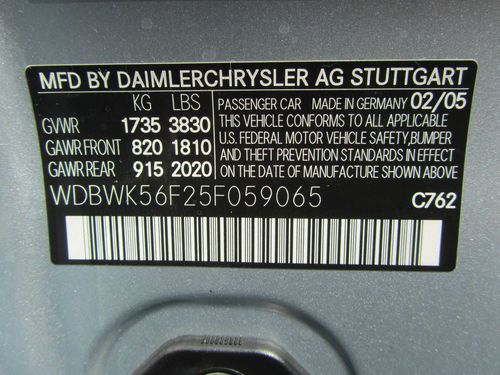 MFD BY DAIMLERCHRYSLER AG STUTTGART
KG LBS
GVWR 1735 3830
GAWR FRONT 820 1810
GAWR REAR 915 2020
PASSENGER CAR MADE IN GERMANY 02/05
THIS VEHICLE CONFORMS TO ALL APPLICABLE
U.S. FEDERAL MOTOR VEHICLE SAFETY,BUMPER
AND THEFT PREVENTION STANDARDS IN EFFECT
ON THE DATE OF MANUFACTURE SHOWN ABOVE.
WDBWK56F25F059065
C762